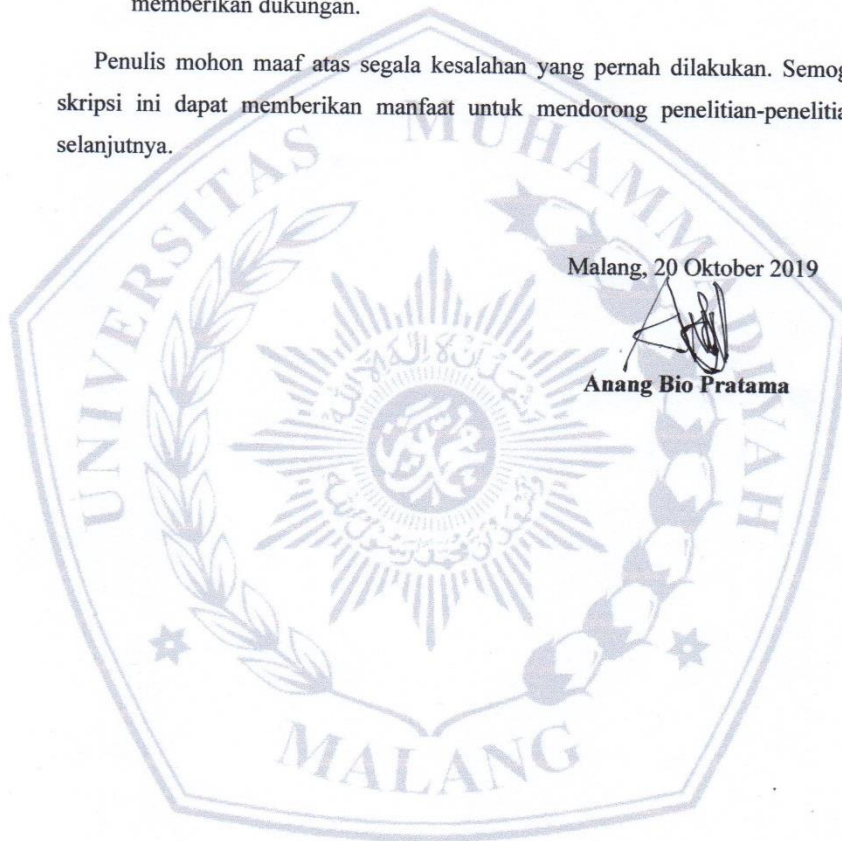 memberikan dukungan.
Penulis mohon maaf atas segala kesalahan yang pernah dilakukan. Semog
skripsi ini dapat memberikan manfaat untuk mendorong penelitian-penelitia
selanjutnya.
Malang, 20 Oktober 2019
Anang Bio Pratama
UNIVERSITAS MUHAMMADIYAH
MALANG